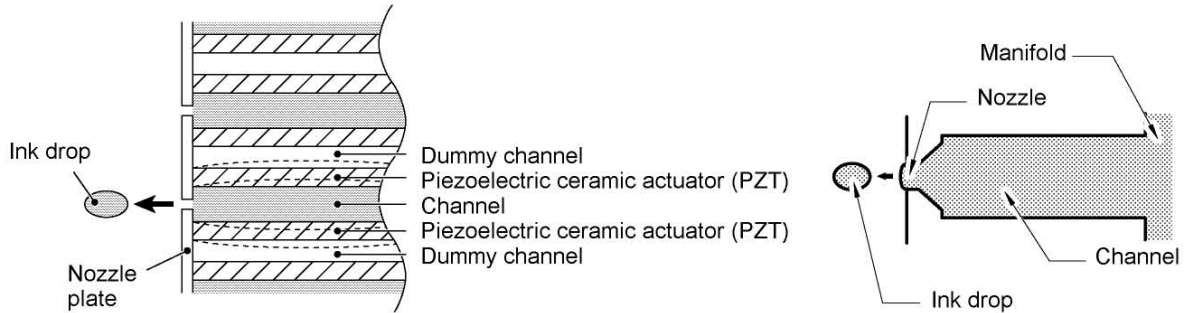 Ink drop
Nozzle
plate
Dummy channel
Piezoelectric ceramic actuator (PZT)
Channel
Piezoelectric ceramic actuator (PZT)
Dummy channel
Manifold
Nozzle
Channel
Ink drop